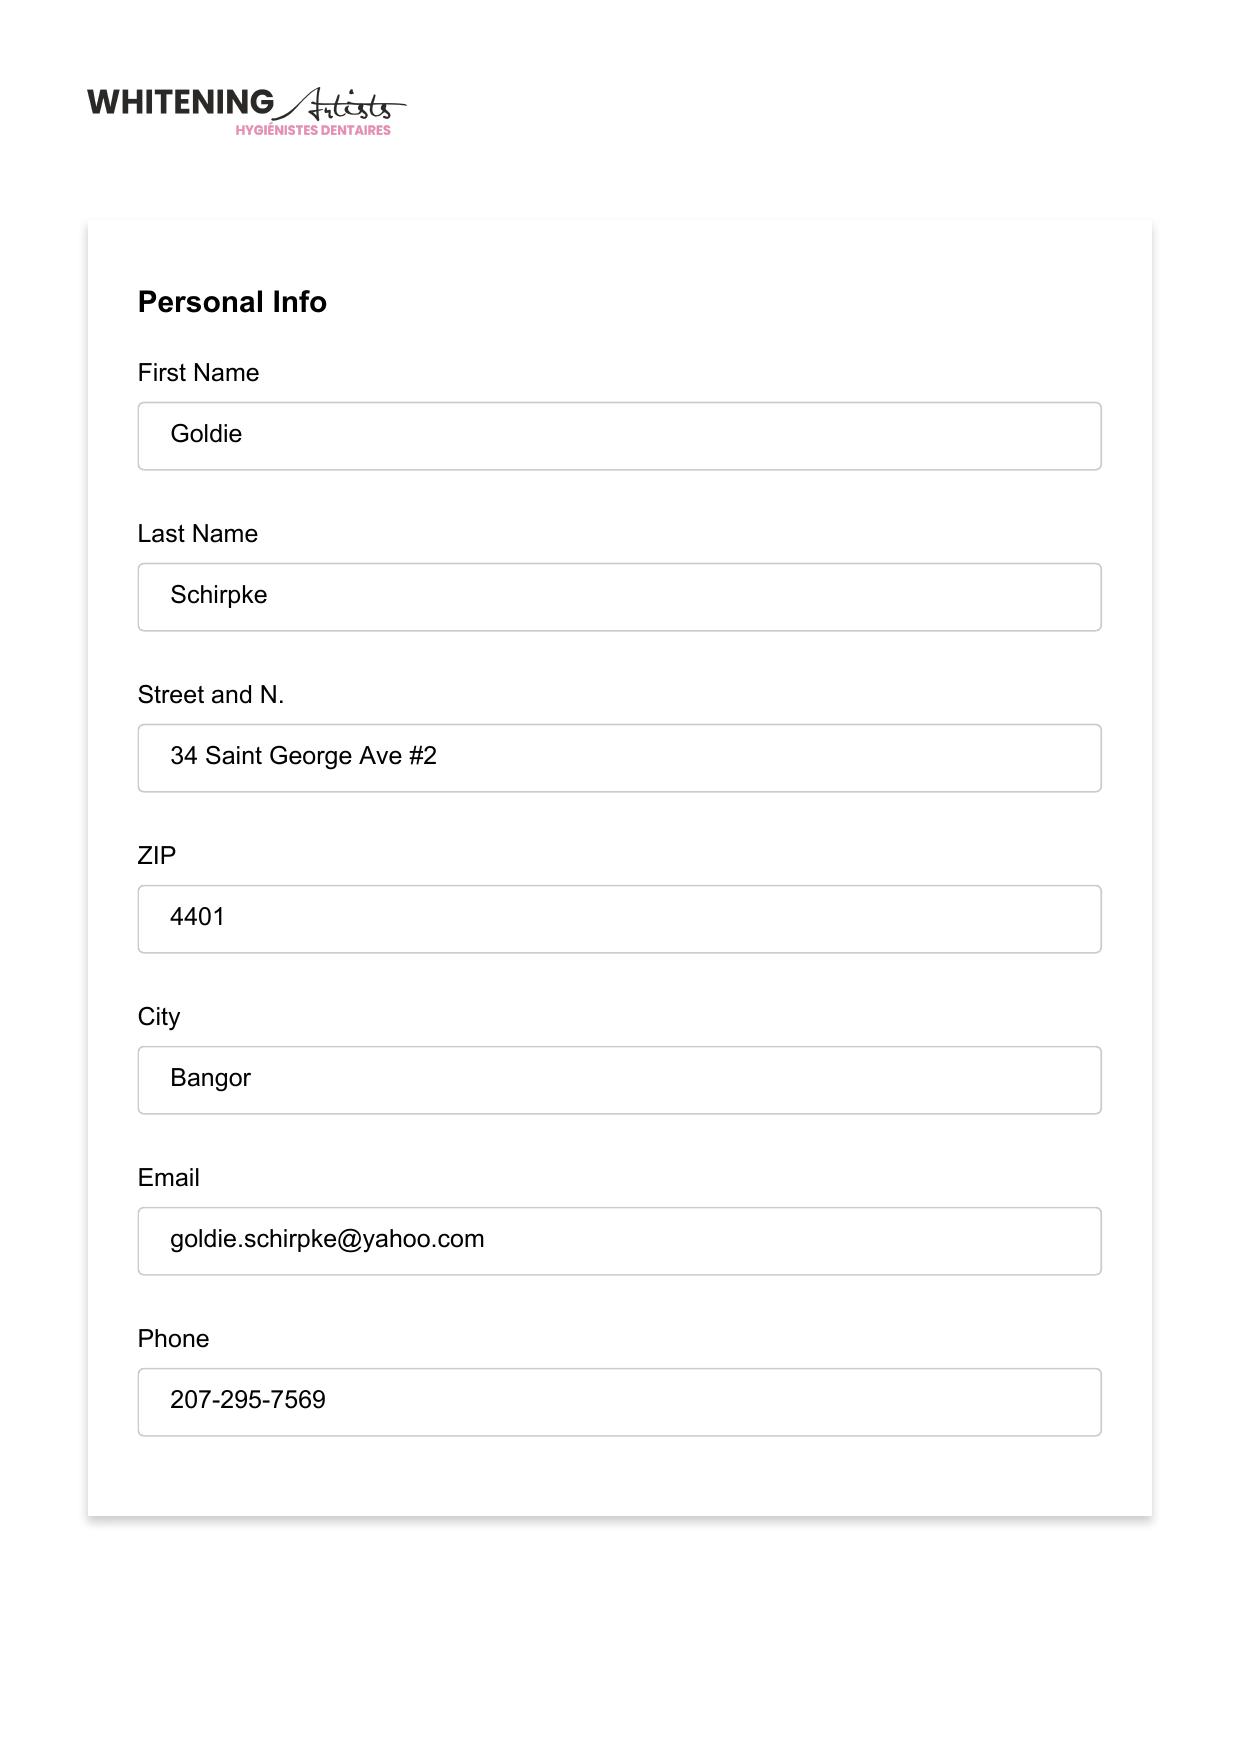 WHITENING Artists
HYGIÉNISTES DENTAIRES
Personal Info
First Name
Goldie
Last Name
Schirpke
Street and N.
34 Saint George Ave #2
ZIP
4401
City
Bangor
Email
goldie.schirpke@yahoo.com
Phone
207-295-7569